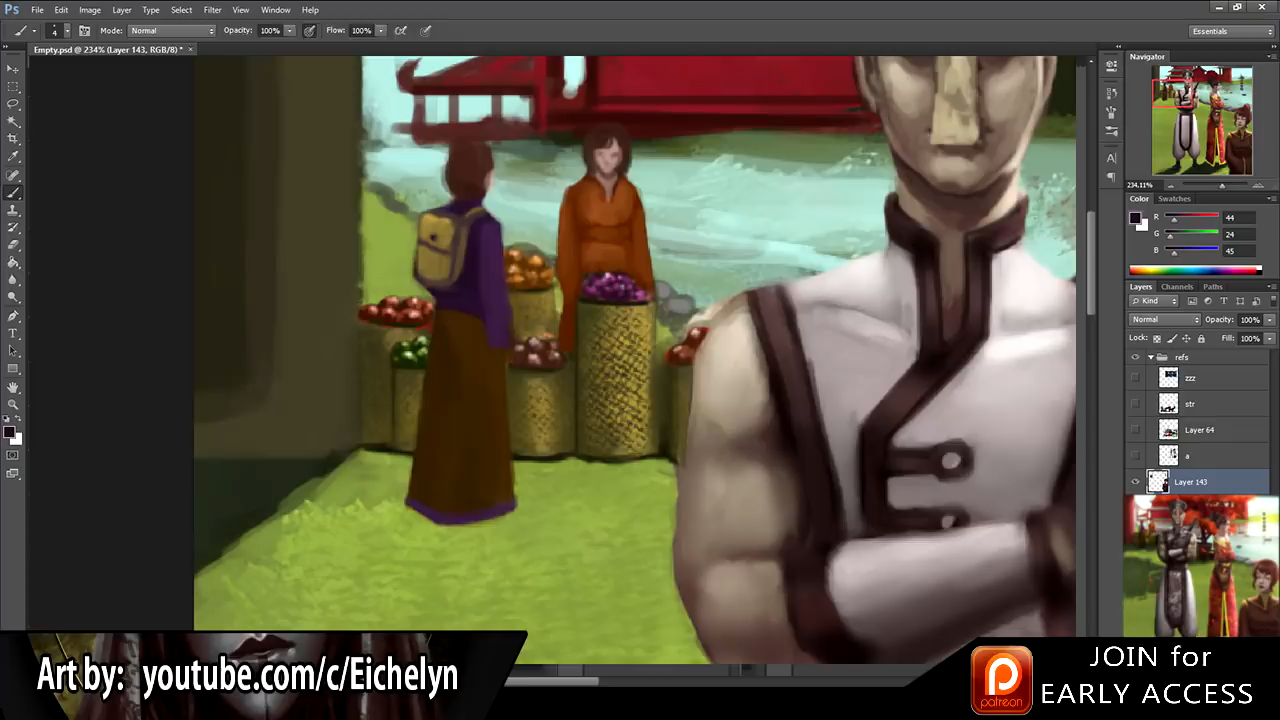 Ps File Edit Image Layer Type Select Filter View Window Help
4 Mode: Normal Opacity: 100% Flow: 100% Essentials
Empty.psd @ 234% (Layer 143, RGB/8) * ×
Navigator
234.11%
Color Swatches
R 44
G 24
B 45
Layers Channels Paths
Kind
Normal Opacity: 100%
Lock: Fill: 100%
refs
zzz
str
Layer 64
a
Layer 143
Art by: youtube.com/c/Eichelyn
patreon
JOIN for
EARLY ACCESS